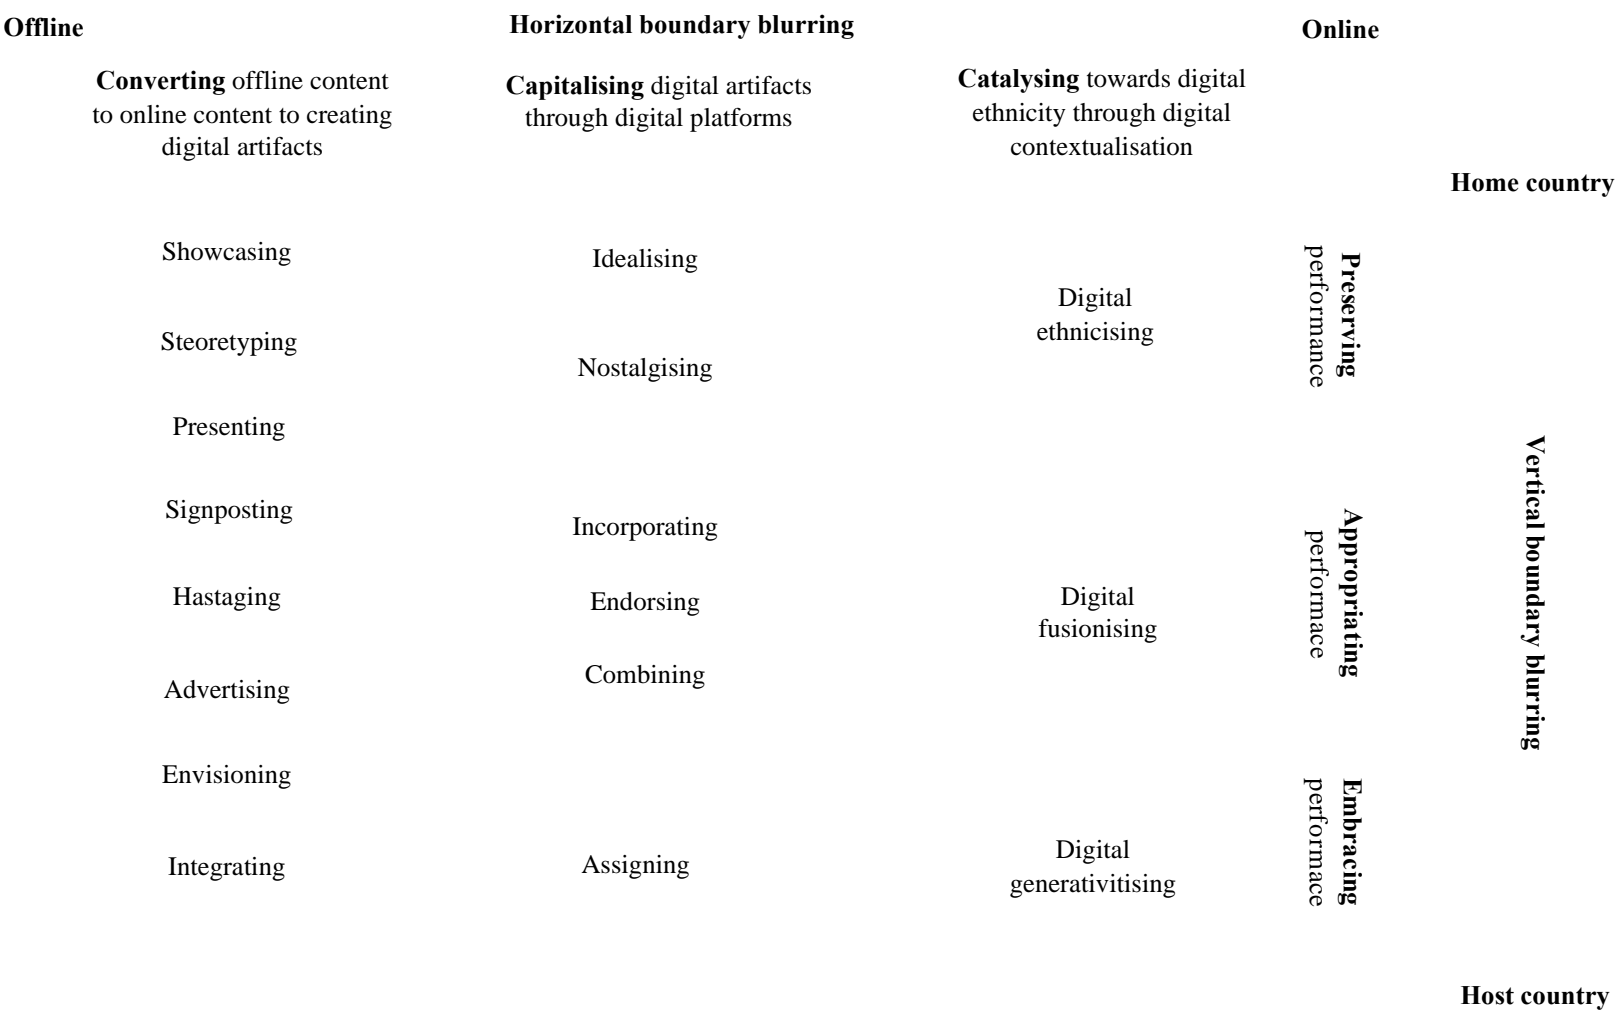 Offline
Horizontal boundary blurring
Online
Converting offline content
to online content to creating
digital artifacts
Capitalising digital artifacts
through digital platforms
Catalysing towards digital
ethnicity through digital
contextualisation
Home country
Showcasing
Steoretyping
Presenting
Signposting
Hastaging
Advertising
Envisioning
Integrating
Idealising
Nostalgising
Incorporating
Endorsing
Combining
Assigning
Digital
ethnicising
Digital
fusionising
Digital
generativitising
Preserving
performance
Appropriating
performace
Embracing
performace
Vertical boundary blurring
Host country